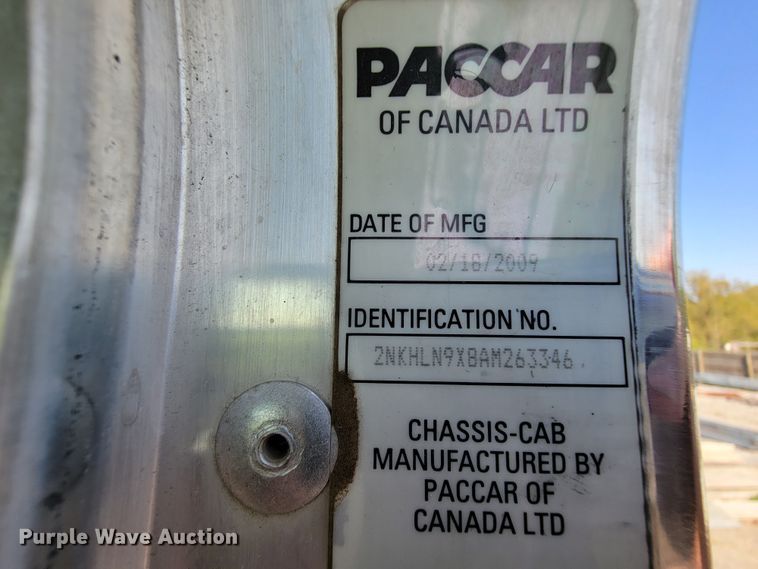 PACCAR
OF CANADA LTD
DATE OF MFG
02/18/2009
IDENTIFICATION NO.
2NKHLN9X8AM263346
CHASSIS-CAB
MANUFACTURED BY
PACCAR OF
CANADA LTD
Purple Wave Auction